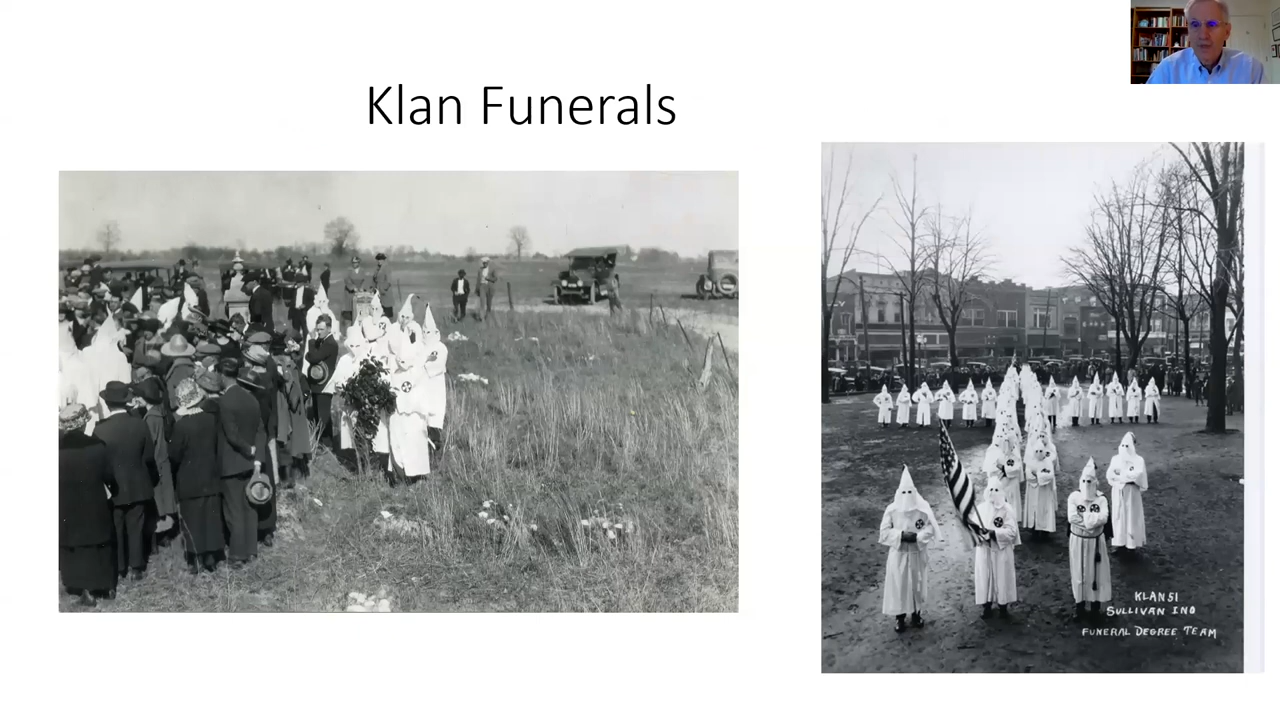 Klan Funerals
KLAN 51
SULLIVAN IND
FUNERAL DEGREE TEAM